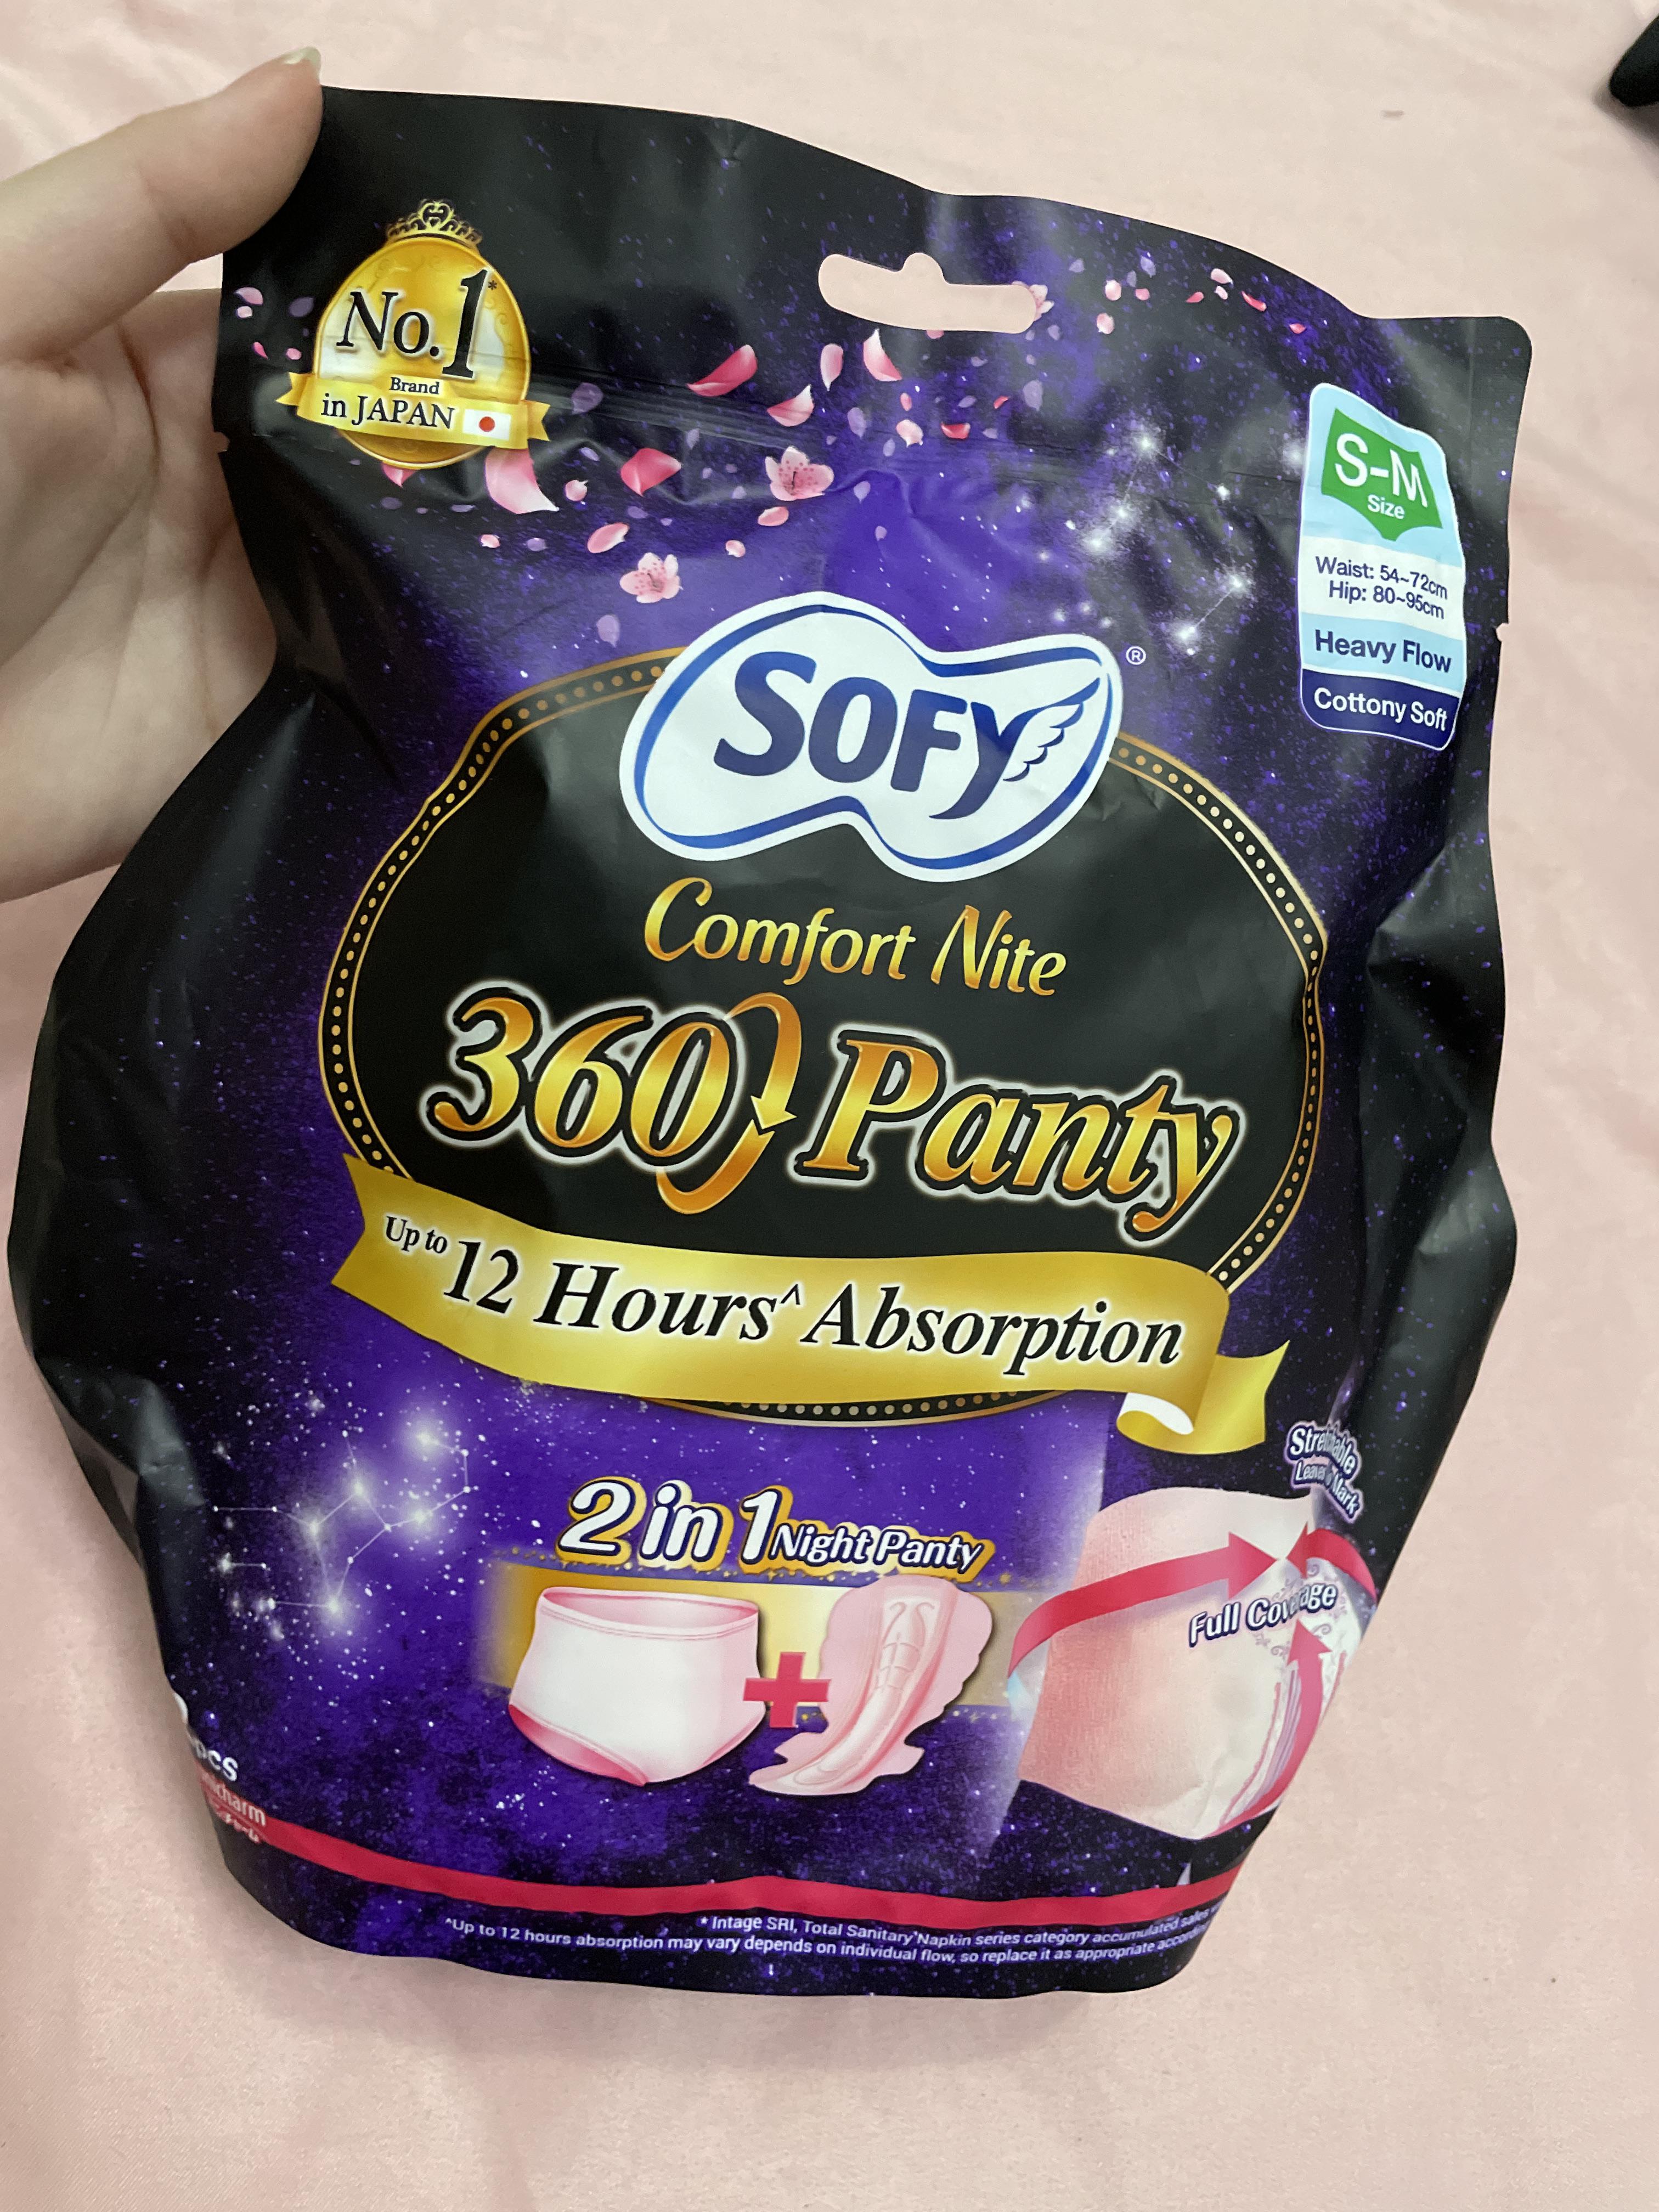 No.1*
Brand
in JAPAN
S-M
Size
Waist: 54~72cm
Hip: 80~95cm
Heavy Flow
Cottony Soft
SOFY®
Comfort Nite
360 Panty
Up to 12 Hours^ Absorption
2 in 1 Night Panty
Stretchable
Leaves Mark
Full Coverage
pcs
* Intage SRI, Total Sanitary Napkin series category accumulated sales
^Up to 12 hours absorption may vary depends on individual flow, so replace it as appropriate